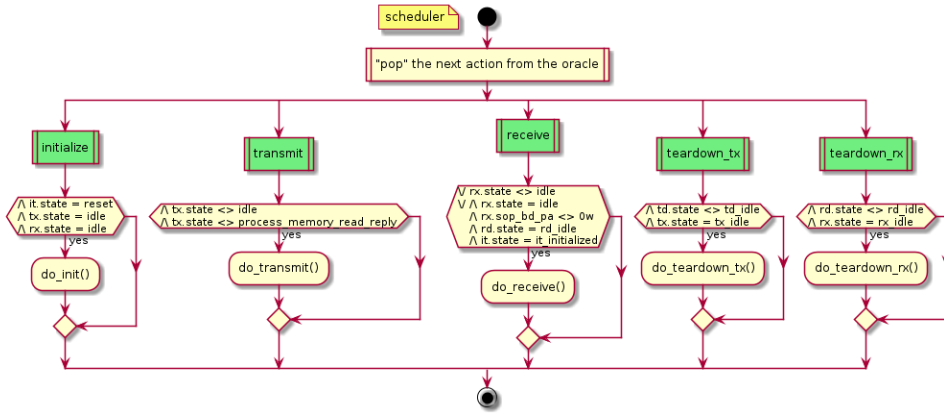 scheduler
"pop" the next action from the oracle
initialize
/\ it.state = reset
/\ tx.state = idle
/\ rx.state = idle
yes
do_init()
transmit
/\ tx.state <> idle
/\ tx.state <> process_memory_read_reply
yes
do_transmit()
receive
\/ rx.state <> idle
\/ /\ rx.state = idle
/\ rx.sop_bd_pa <> 0w
/\ rd.state = rd_idle
/\ it.state = it_initialized
yes
do_receive()
teardown_tx
/\ td.state <> td_idle
/\ tx.state = tx_idle
yes
do_teardown_tx()
teardown_rx
/\ rd.state <> rd_idle
/\ rx.state = rx_idle
yes
do_teardown_rx()